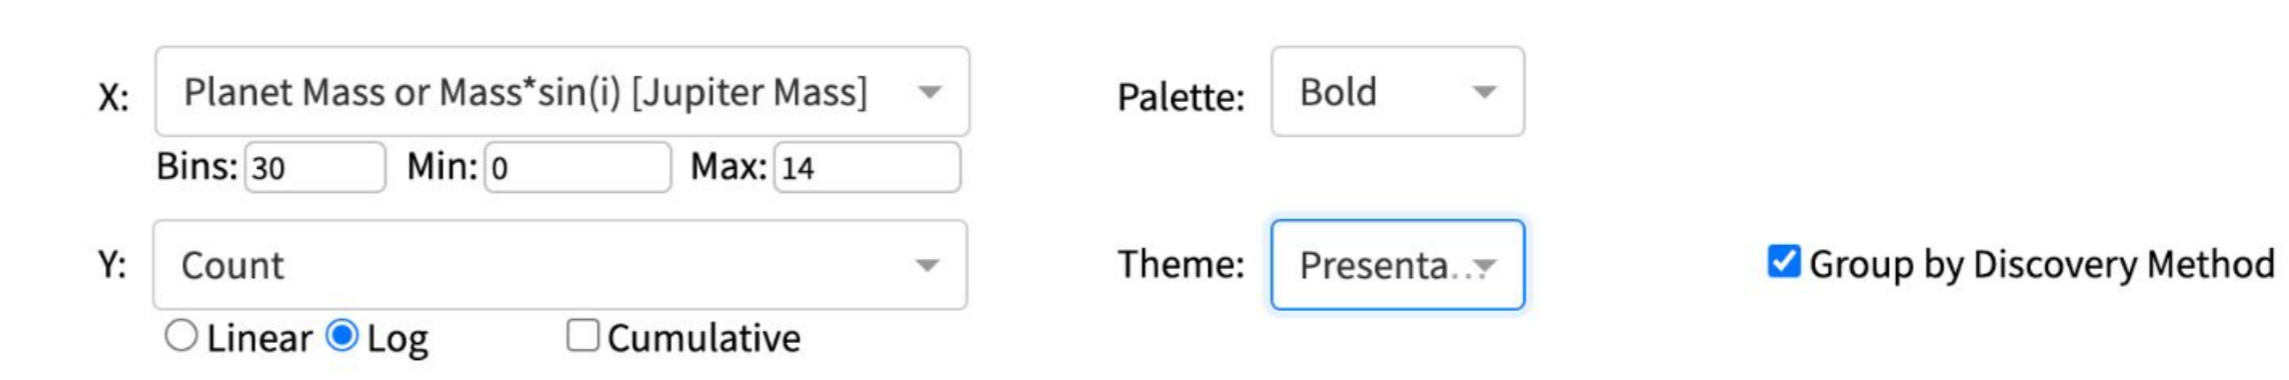 X: Planet Mass or Mass*sin(i) [Jupiter Mass] Palette: Bold
Bins: 30 Min: 0 Max: 14
Y: Count Theme: Presenta... Group by Discovery Method
Linear Log Cumulative